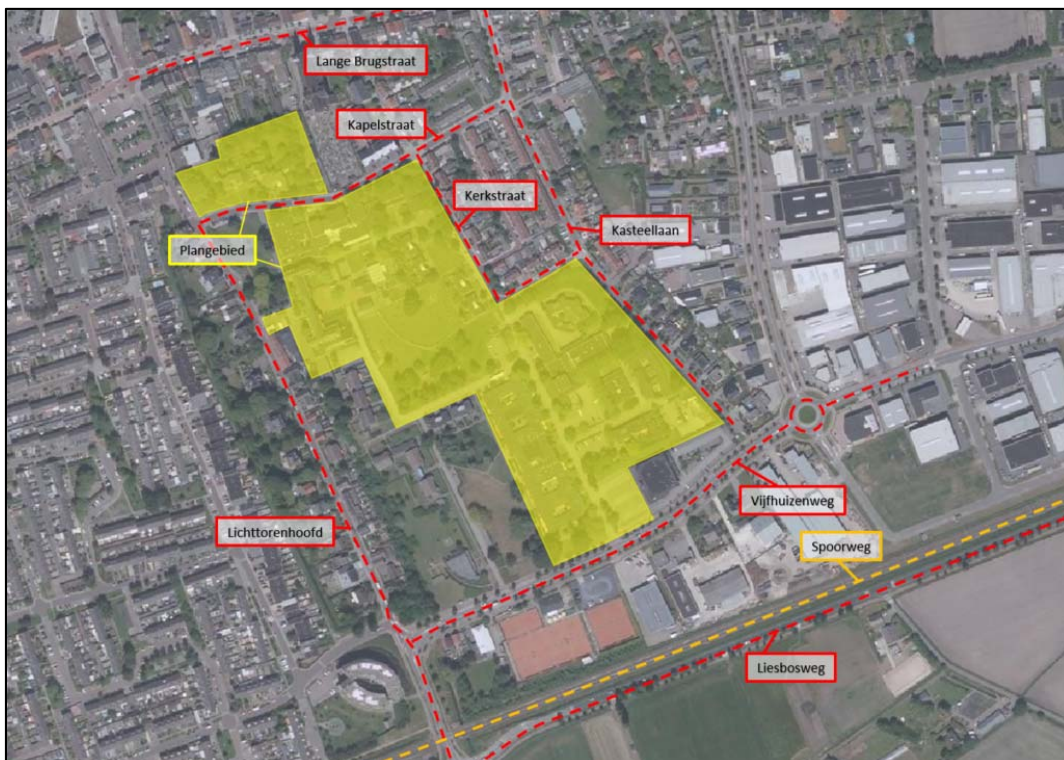 Lange Brugstraat
Kapelstraat
Kerkstraat
Kasteellaan
Plangebied
Vijfhuizenweg
Lichttorenhoofd
Spoorweg
Liesbosweg